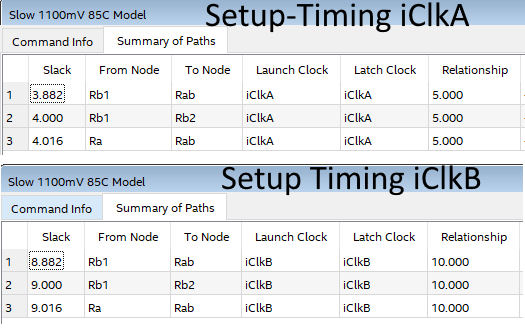 Slow 1100mV 85C Model Setup-Timing iClkA
Command Info Summary of Paths
Slack From Node To Node Launch Clock Latch Clock Relationship
1 3.882 Rb1 Rab iClkA iClkA 5.000
2 4.000 Rb1 Rb2 iClkA iClkA 5.000
3 4.016 Ra Rab iClkA iClkA 5.000
Slow 1100mV 85C Model Setup Timing iClkB
Command Info Summary of Paths
Slack From Node To Node Launch Clock Latch Clock Relationship
1 8.882 Rb1 Rab iClkB iClkB 10.000
2 9.000 Rb1 Rb2 iClkB iClkB 10.000
3 9.016 Ra Rab iClkB iClkB 10.000